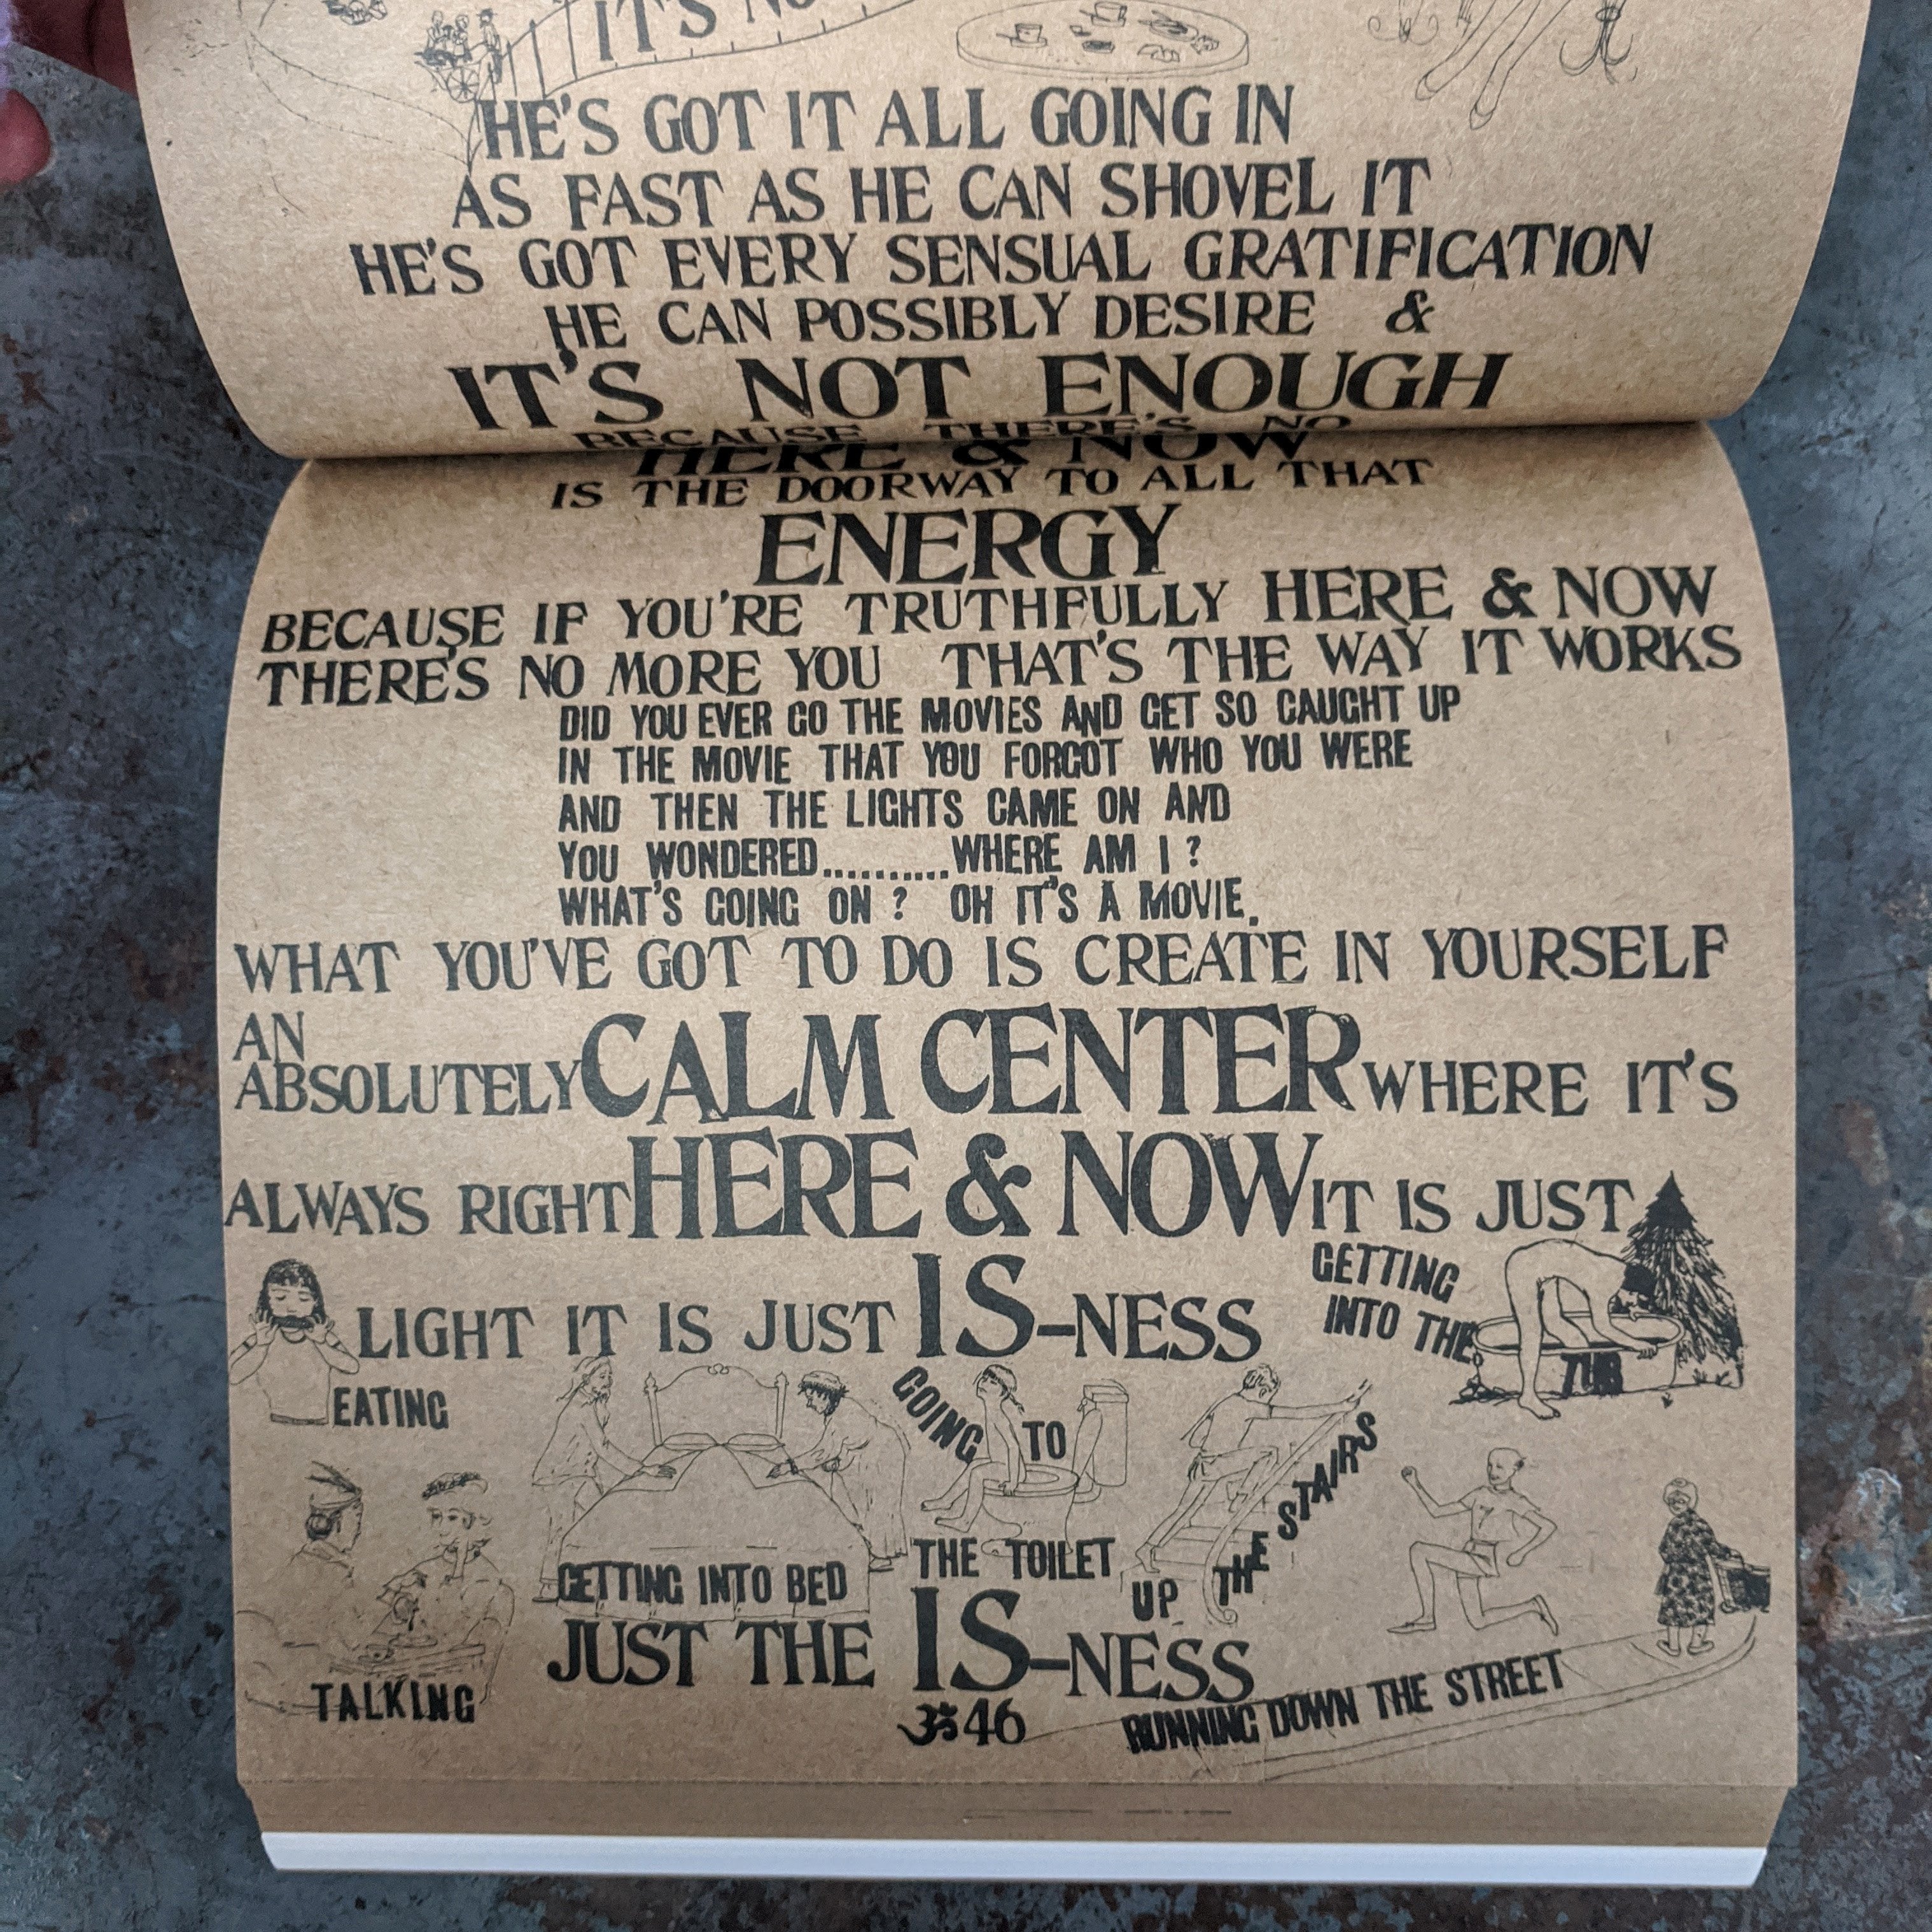 IT'S
HE'S GOT IT ALL GOING IN
AS FAST AS HE CAN SHOVEL IT
HE'S GOT EVERY SENSUAL GRATIFICATION
HE CAN POSSIBLY DESIRE &
IT'S NOT ENOUGH
BECAUSE THERE'S NO
HERE & NOW
IS THE DOORWAY TO ALL THAT
ENERGY
BECAUSE IF YOU'RE TRUTHFULLY HERE & NOW
THERE'S NO MORE YOU THAT'S THE WAY IT WORKS
DID YOU EVER GO THE MOVIES AND GET SO CAUGHT UP
IN THE MOVIE THAT YOU FORGOT WHO YOU WERE
AND THEN THE LIGHTS CAME ON AND
YOU WONDERED..........WHERE AM I?
WHAT'S GOING ON? OH IT'S A MOVIE.
WHAT YOU'VE GOT TO DO IS CREATE IN YOURSELF
AN
ABSOLUTELY CALM CENTER WHERE IT'S
ALWAYS RIGHT HERE & NOW IT IS JUST
LIGHT IT IS JUST IS-NESS
GETTING
INTO THE
TUB
EATING
GOING TO
THE TOILET
UP THE STAIRS
GETTING INTO BED
JUST THE IS-NESS
TALKING
RUNNING DOWN THE STREET
ॐ46